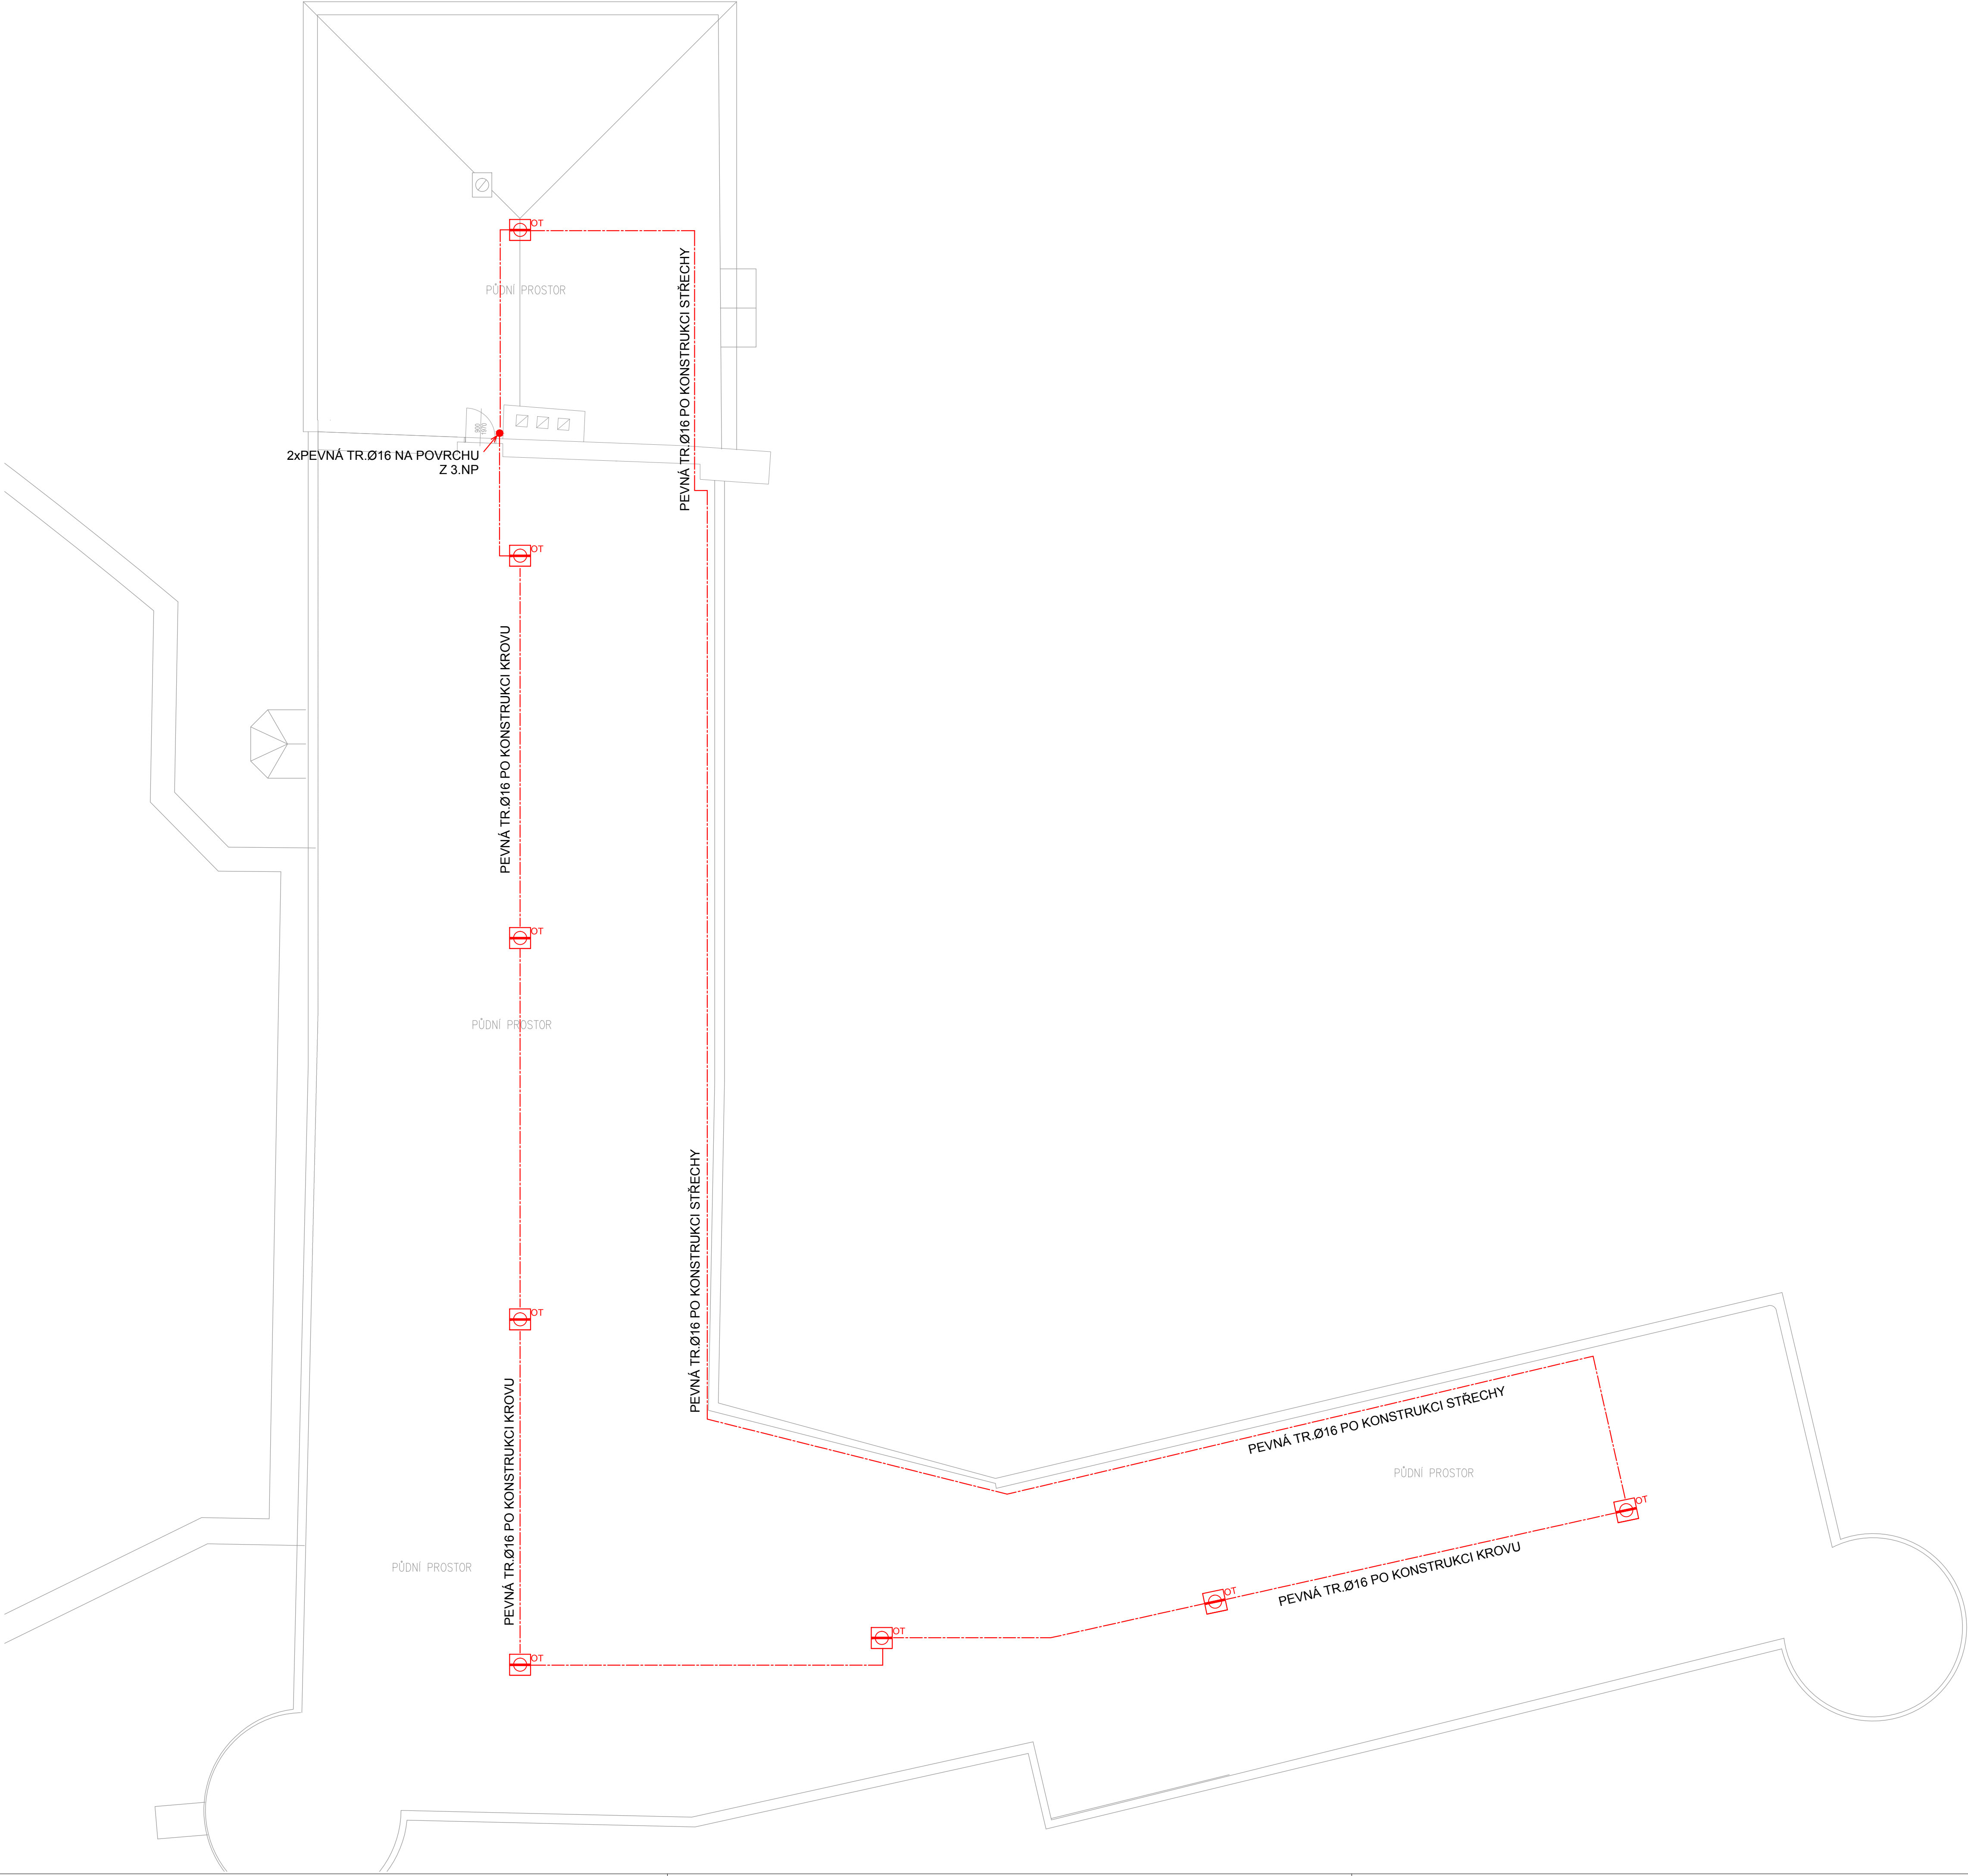 OT
PŮDNÍ PROSTOR
PEVNÁ TR.Ø16 PO KONSTRUKCI STŘECHY
2xPEVNÁ TR.Ø16 NA POVRCHU
Z 3.NP
OT
PEVNÁ TR.Ø16 PO KONSTRUKCI KROVU
OT
PŮDNÍ PROSTOR
PEVNÁ TR.Ø16 PO KONSTRUKCI STŘECHY
OT
PEVNÁ TR.Ø16 PO KONSTRUKCI KROVU
PEVNÁ TR.Ø16 PO KONSTRUKCI STŘECHY
PŮDNÍ PROSTOR
OT
PEVNÁ TR.Ø16 PO KONSTRUKCI KROVU
PŮDNÍ PROSTOR
OT
OT
OT